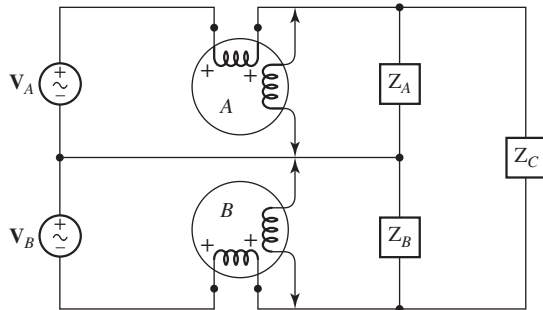 + +
V_A
+
−
A
Z_A
Z_C
V_B
+
−
B
+ +
Z_B